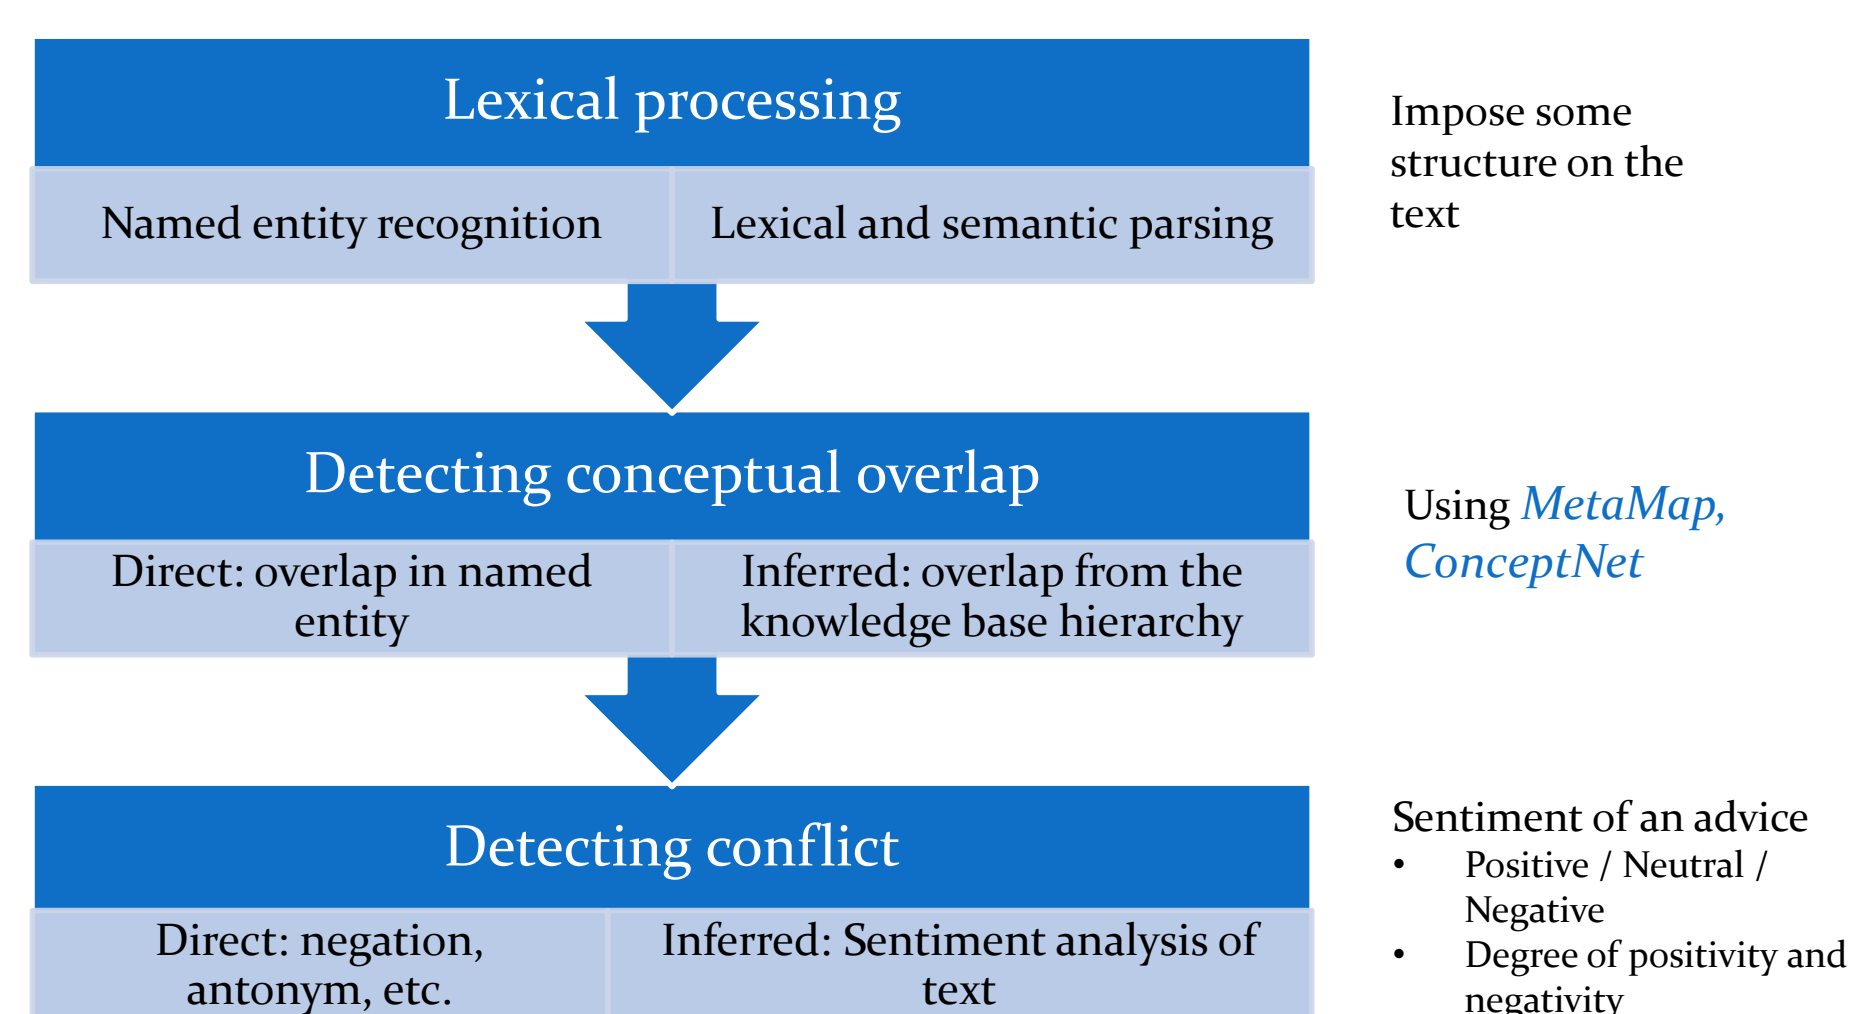 Lexical processing
Named entity recognition
Lexical and semantic parsing
Impose some
structure on the
text
Detecting conceptual overlap
Direct: overlap in named
entity
Inferred: overlap from the
knowledge base hierarchy
Using MetaMap,
ConceptNet
Detecting conflict
Direct: negation,
antonym, etc.
Inferred: Sentiment analysis of
text
Sentiment of an advice
• Positive / Neutral /
Negative
• Degree of positivity and
negativity